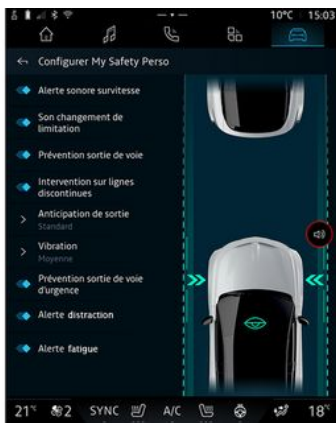 10°C 15:03
Configurer My Safety Perso
Alerte sonore survitesse
Son changement de
limitation
Prévention sortie de voie
Intervention sur lignes
discontinues
Anticipation de sortie
Standard
Vibration
Moyenne
Prévention sortie de voie
d'urgence
Alerte distraction
Alerte fatigue
21°C 2 SYNC A/C 18°C